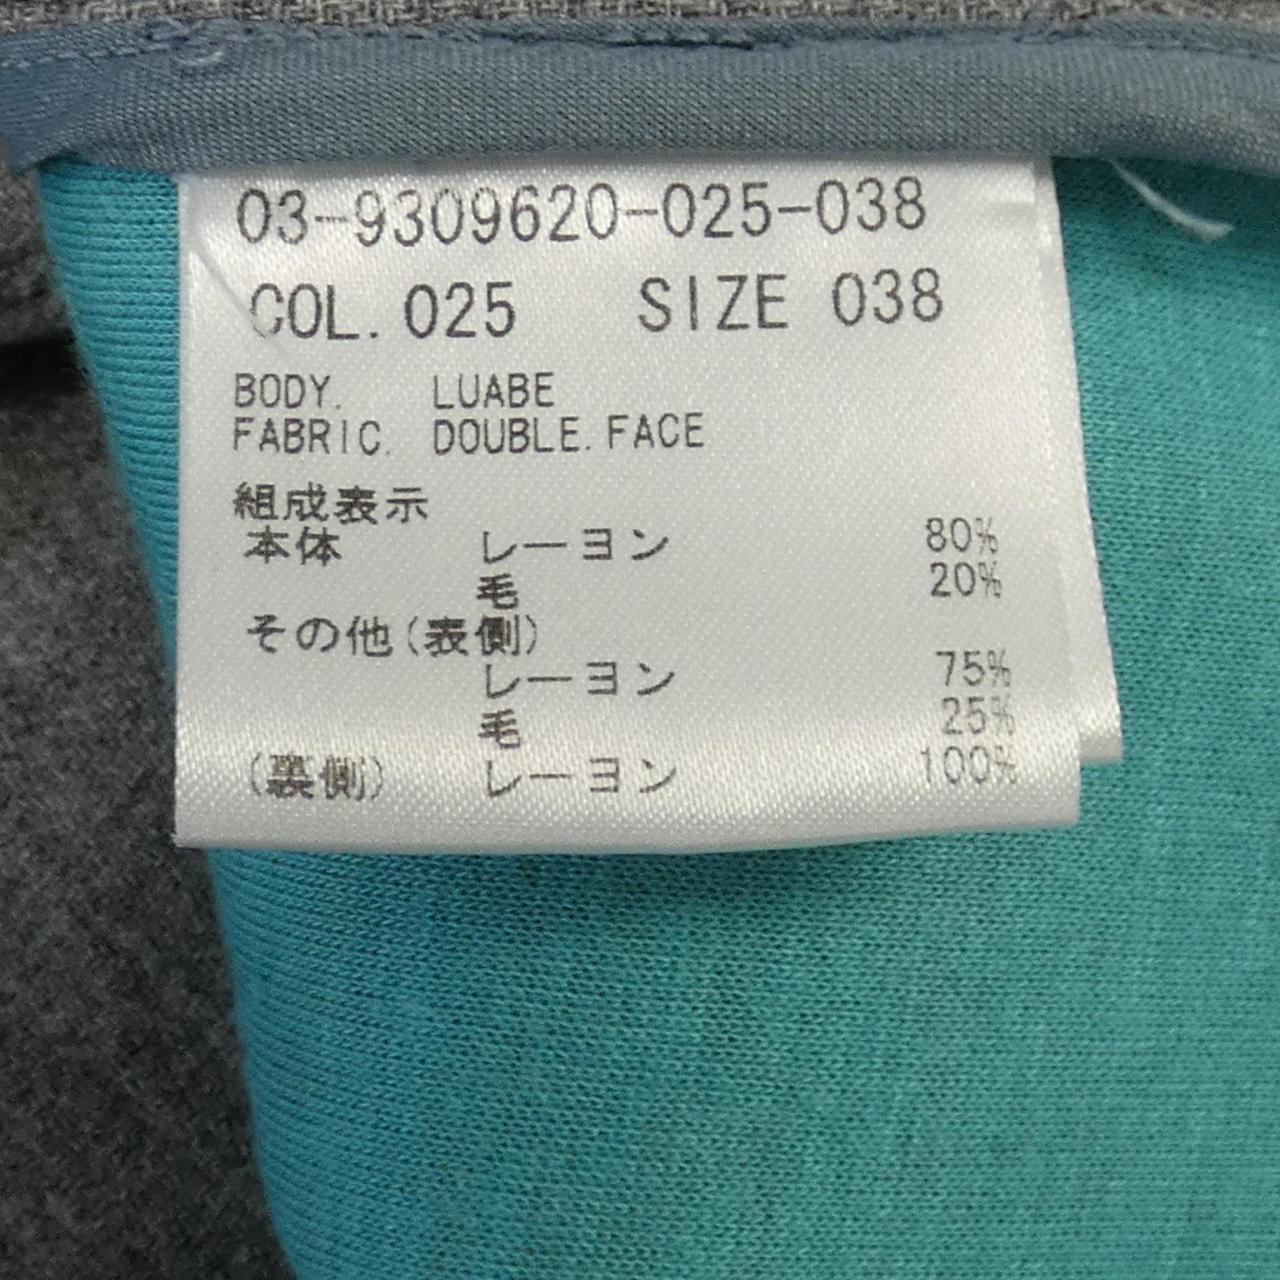 03-9309620-025-038
COL. 025 SIZE 038
BODY. LUABE
FABRIC. DOUBLE.FACE
組成表示
本体 レーヨン 80%
毛 20%
その他(表側)
レーヨン 75%
毛 25%
(裏側) レーヨン 100%